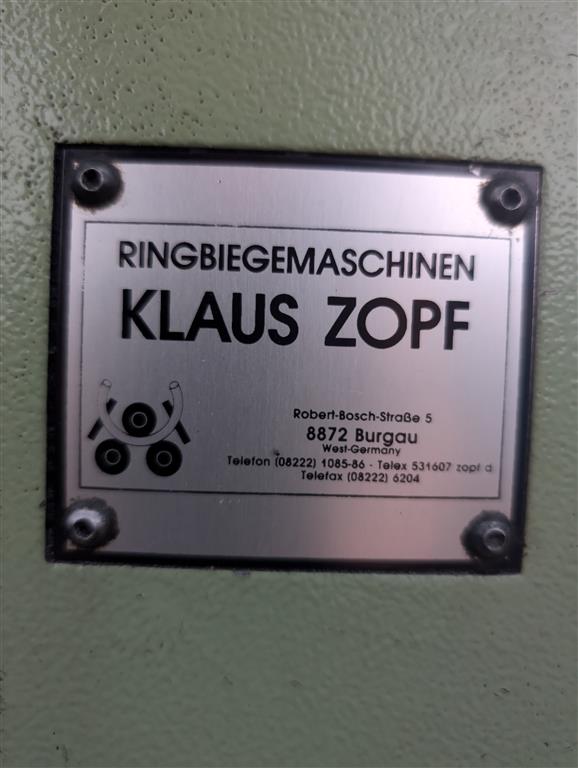 RINGBIEGEMASCHINEN
KLAUS ZOPF
Robert-Bosch-Straße 5
8872 Burgau
West-Germany
Telefon (08222) 1085-86 · Telex 531607 zopf d
Telefax (08222) 6204